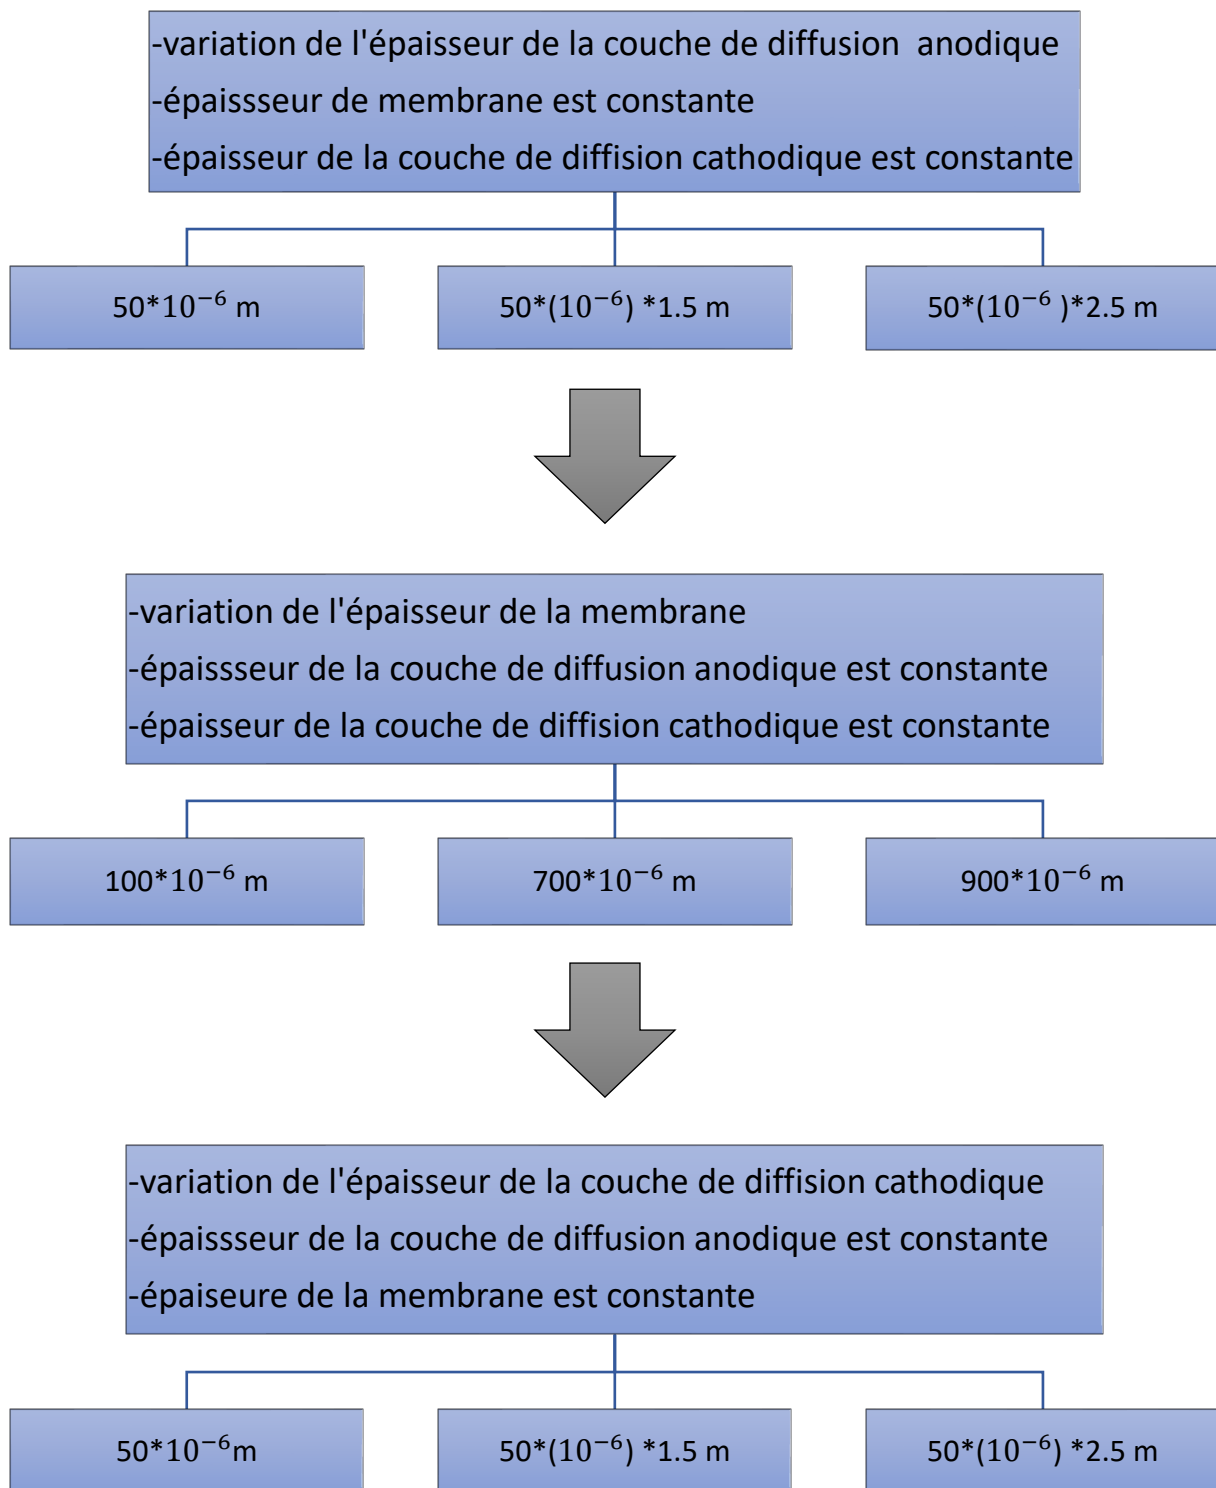 -variation de l'épaisseur de la couche de diffusion  anodique
-épaissseur de membrane est constante
-épaisseur de la couche de diffision cathodique est constante
50*10⁻⁶ m
50*(10⁻⁶) *1.5 m
50*(10⁻⁶ )*2.5 m
-variation de l'épaisseur de la membrane
-épaissseur de la couche de diffusion anodique est constante
-épaisseur de la couche de diffision cathodique est constante
100*10⁻⁶ m
700*10⁻⁶ m
900*10⁻⁶ m
-variation de l'épaisseur de la couche de diffision cathodique
-épaissseur de la couche de diffusion anodique est constante
-épaiseure de la membrane est constante
50*10⁻⁶m
50*(10⁻⁶) *1.5 m
50*(10⁻⁶) *2.5 m